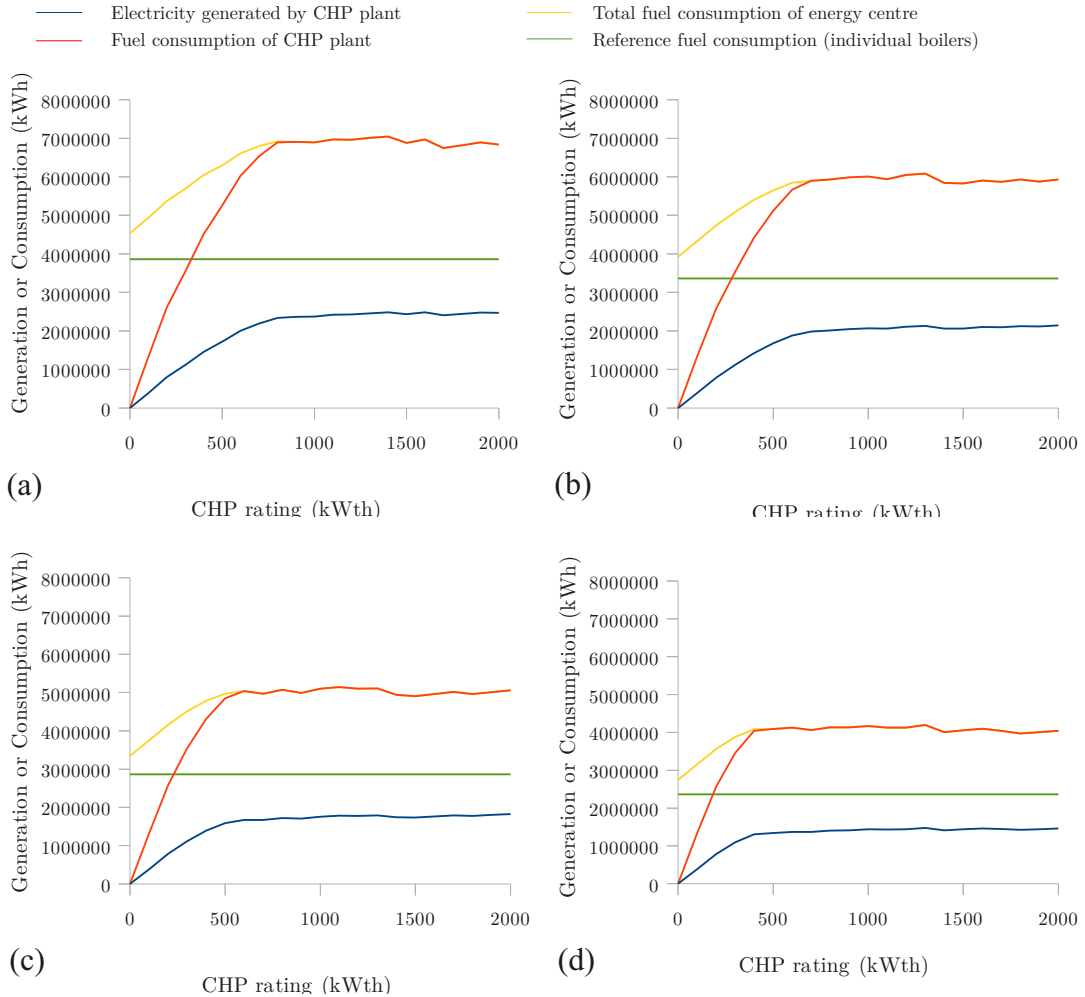 Electricity generated by CHP plant
Fuel consumption of CHP plant
Total fuel consumption of energy centre
Reference fuel consumption (individual boilers)
Generation or Consumption (kWh)
8000000
7000000
6000000
5000000
4000000
3000000
2000000
1000000
0
0 500 1000 1500 2000
(a)
CHP rating (kWth)
Generation or Consumption (kWh)
8000000
7000000
6000000
5000000
4000000
3000000
2000000
1000000
0
0 500 1000 1500 2000
(b)
CHP rating (kWth)
Generation or Consumption (kWh)
8000000
7000000
6000000
5000000
4000000
3000000
2000000
1000000
0
0 500 1000 1500 2000
(c)
CHP rating (kWth)
Generation or Consumption (kWh)
8000000
7000000
6000000
5000000
4000000
3000000
2000000
1000000
0
0 500 1000 1500 2000
(d)
CHP rating (kWth)